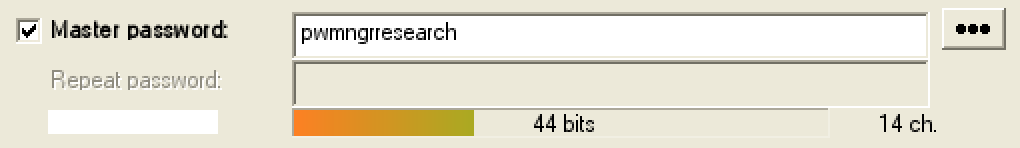 Master password: pwmngrresearch •••
Repeat password:
44 bits 14 ch.